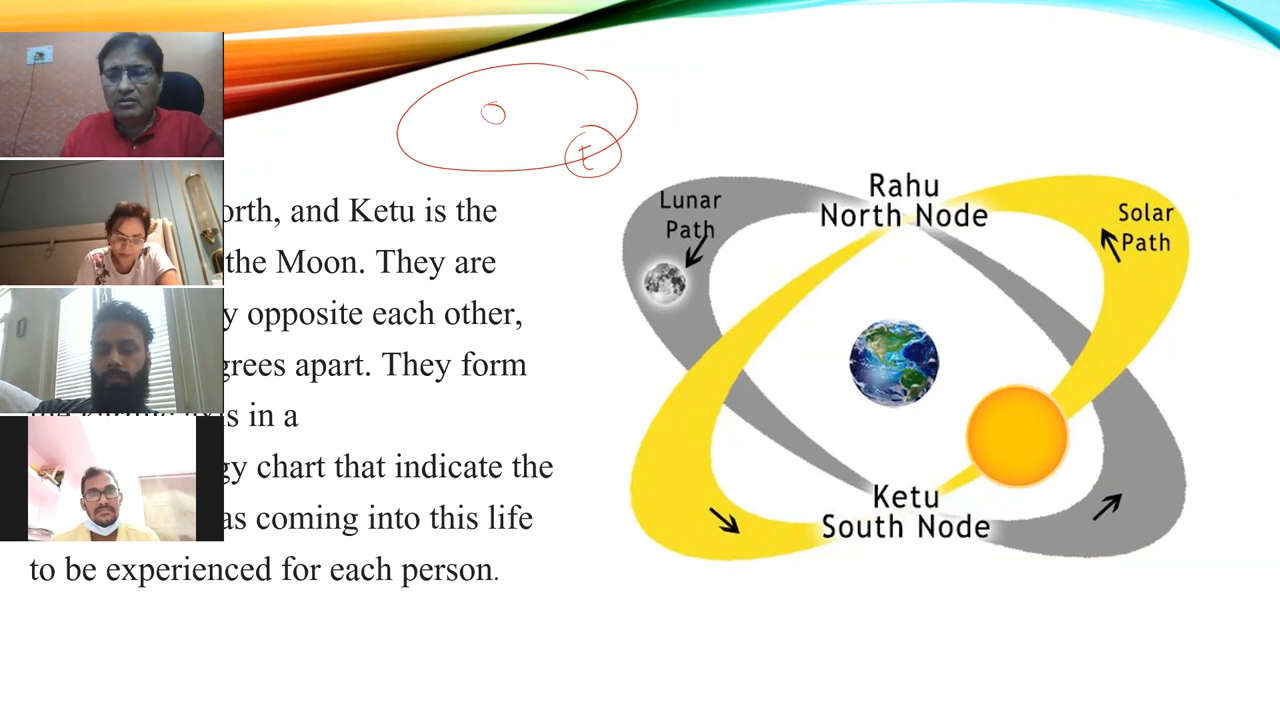 orth, and Ketu is the
the Moon. They are
y opposite each other,
grees apart. They form
s in a
gy chart that indicate the
as coming into this life
to be experienced for each person.
E
Rahu
North Node
Lunar
Path
Solar
Path
Ketu
South Node